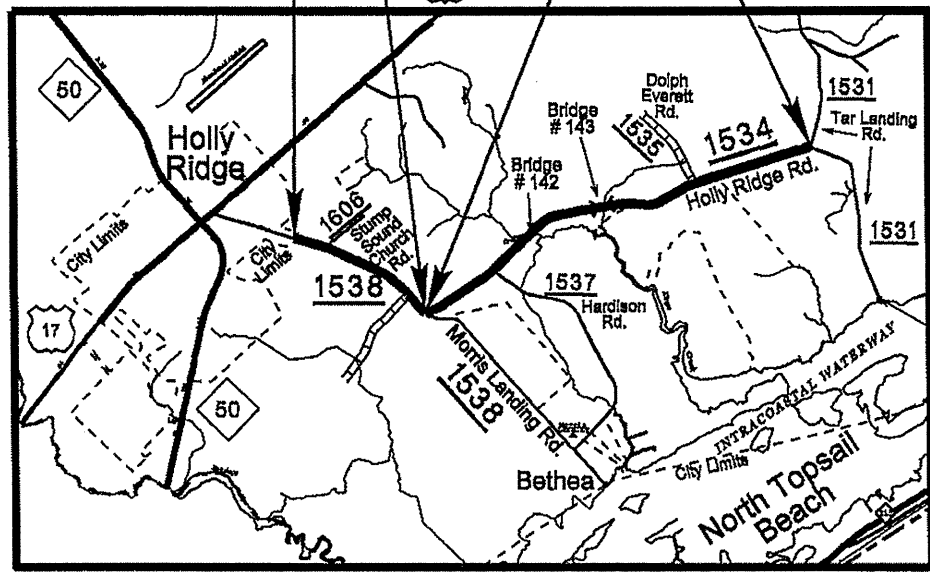 50
Holly
Ridge
City Limits
City
Limits
1606
Stump
Sound
Church
Rd.
1538
Bridge
# 142
Bridge
# 143
Dolph
Everett
Rd.
1535
1534
Holly Ridge Rd.
1531
Tar Landing
Rd.
1531
1537
Hardison
Rd.
17
50
Morris Landing Rd.
1538
Bethea
INTRACOASTAL WATERWAY
City Limits
North Topsail
Beach